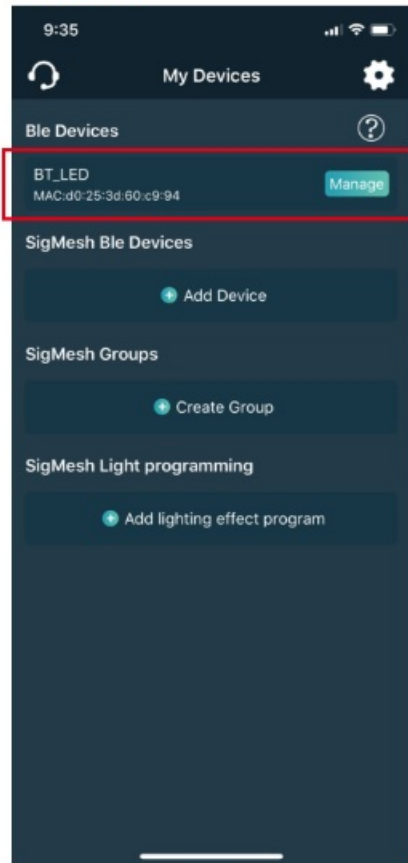 9:35
My Devices
Ble Devices
?
BT_LED
MAC:d0:25:3d:60:c9:94
Manage
SigMesh Ble Devices
Add Device
SigMesh Groups
Create Group
SigMesh Light programming
Add lighting effect program